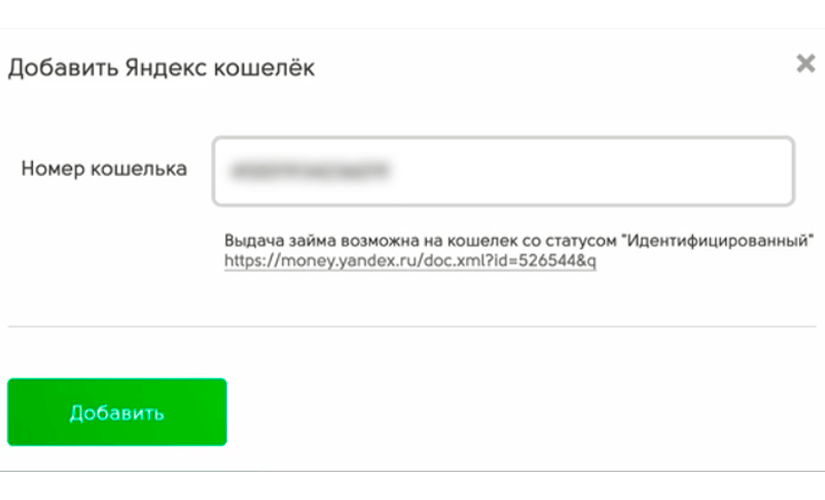 Добавить Яндекс кошелёк
Номер кошелька
Выдача займа возможна на кошелек со статусом "Идентифицированный"
https://money.yandex.ru/doc.xml?id=526544&q
Добавить